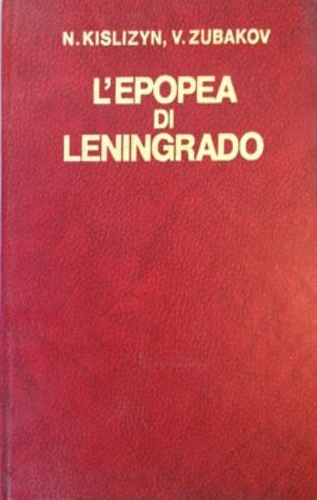 N. KISLIZYN, V. ZUBAKOV
L'EPOPEA
DI
LENINGRADO